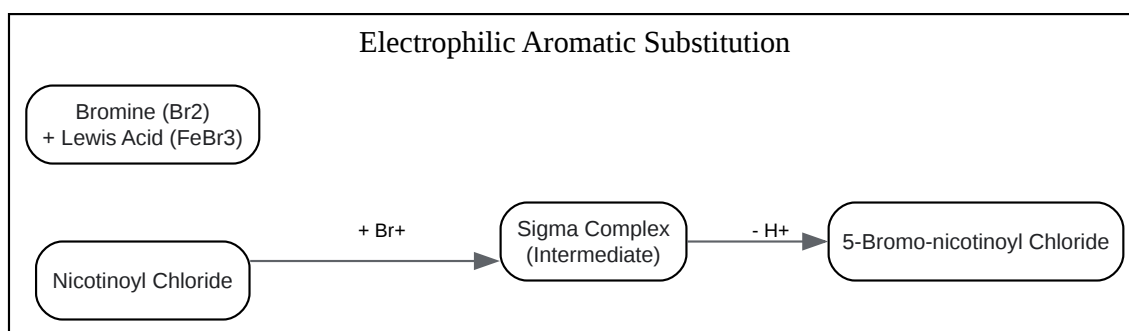 Electrophilic Aromatic Substitution
Bromine (Br2)
+ Lewis Acid (FeBr3)
Nicotinoyl Chloride
+ Br+
Sigma Complex
(Intermediate)
- H+
5-Bromo-nicotinoyl Chloride